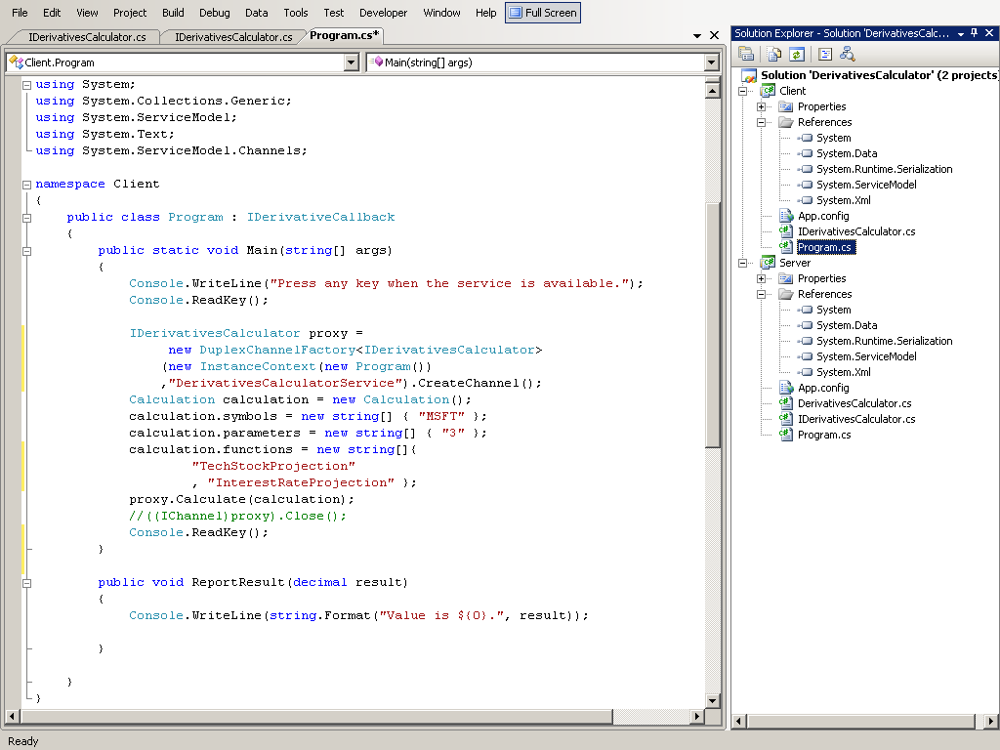 File Edit View Project Build Debug Data Tools Test Developer Window Help Full Screen
IDerivativesCalculator.cs IDerivativesCalculator.cs Program.cs*
Client.Program Main(string[] args)
using System;
using System.Collections.Generic;
using System.ServiceModel;
using System.Text;
using System.ServiceModel.Channels;
namespace Client
{
public class Program : IDerivativeCallback
{
public static void Main(string[] args)
{
Console.WriteLine("Press any key when the service is available.");
Console.ReadKey();
IDerivativesCalculator proxy =
new DuplexChannelFactory<IDerivativesCalculator>
(new InstanceContext(new Program())
,"DerivativesCalculatorService").CreateChannel();
Calculation calculation = new Calculation();
calculation.symbols = new string[] { "MSFT" };
calculation.parameters = new string[] { "3" };
calculation.functions = new string[]{
"TechStockProjection"
, "InterestRateProjection" };
proxy.Calculate(calculation);
//((IChannel)proxy).Close();
Console.ReadKey();
}
public void ReportResult(decimal result)
{
Console.WriteLine(string.Format("Value is ${0}.", result));
}
}
}
Solution Explorer - Solution 'DerivativesCalc...
Solution 'DerivativesCalculator' (2 projects)
Client
Properties
References
System
System.Data
System.Runtime.Serialization
System.ServiceModel
System.Xml
App.config
IDerivativesCalculator.cs
Program.cs
Server
Properties
References
System
System.Data
System.Runtime.Serialization
System.ServiceModel
System.Xml
App.config
DerivativesCalculator.cs
IDerivativesCalculator.cs
Program.cs
Ready